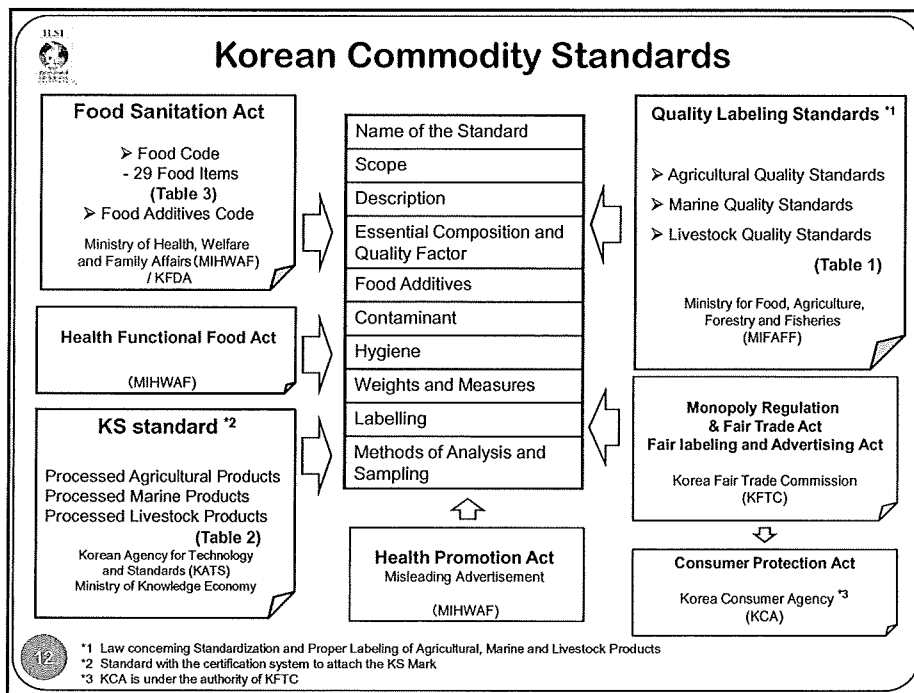 ILSI
Korean Commodity Standards
Food Sanitation Act
➢ Food Code
- 29 Food Items
(Table 3)
➢ Food Additives Code
Ministry of Health, Welfare
and Family Affairs (MIHWAF)
/ KFDA
Health Functional Food Act
(MIHWAF)
KS standard *2
Processed Agricultural Products
Processed Marine Products
Processed Livestock Products
(Table 2)
Korean Agency for Technology
and Standards (KATS)
Ministry of Knowledge Economy
Name of the Standard
Scope
Description
Essential Composition and
Quality Factor
Food Additives
Contaminant
Hygiene
Weights and Measures
Labelling
Methods of Analysis and
Sampling
Health Promotion Act
Misleading Advertisement
(MIHWAF)
Quality Labeling Standards *1
➢ Agricultural Quality Standards
➢ Marine Quality Standards
➢ Livestock Quality Standards
(Table 1)
Ministry for Food, Agriculture,
Forestry and Fisheries
(MIFAFF)
Monopoly Regulation
& Fair Trade Act
Fair labeling and Advertising Act
Korea Fair Trade Commission
(KFTC)
Consumer Protection Act
Korea Consumer Agency *3
(KCA)
12
*1 Law concerning Standardization and Proper Labeling of Agricultural, Marine and Livestock Products
*2 Standard with the certification system to attach the KS Mark
*3 KCA is under the authority of KFTC